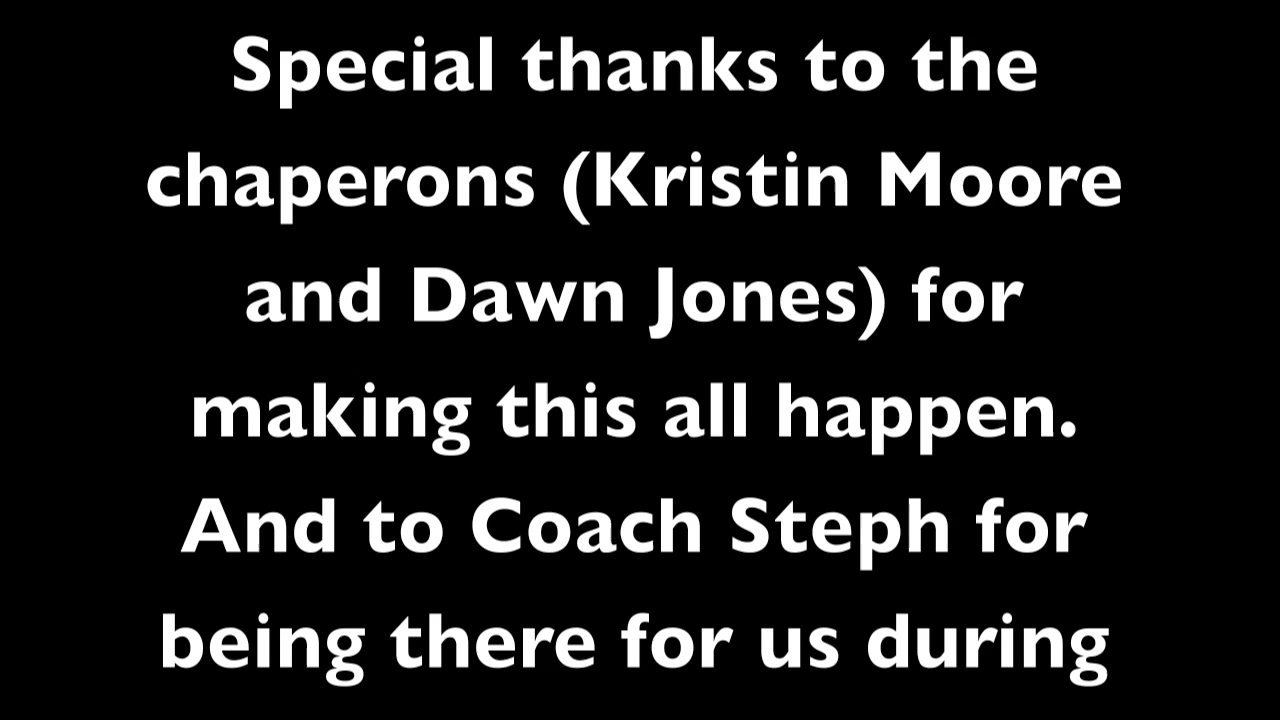 Special thanks to the
chaperons (Kristin Moore
and Dawn Jones) for
making this all happen.
And to Coach Steph for
being there for us during